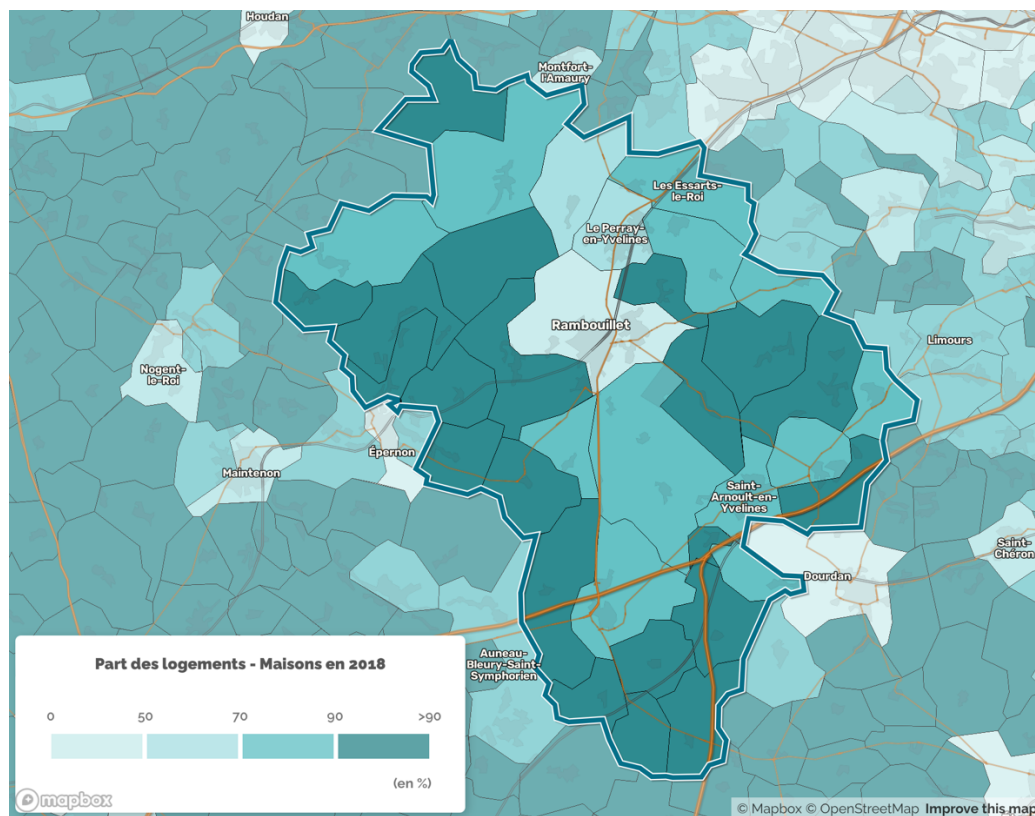 Houdan
Montfort-
l'Amaury
Les Essarts-
le-Roi
Le Perray-
en-Yvelines
Rambouillet
Limours
Nogent-
le-Roi
Épernon
Maintenon
Saint-
Arnoult-en-
Yvelines
Saint-
Chéron
Dourdan
Auneau-
Bleury-Saint-
Symphorien
Part des logements - Maisons en 2018
0 50 70 90 >90
(en %)
mapbox
© Mapbox © OpenStreetMap Improve this map